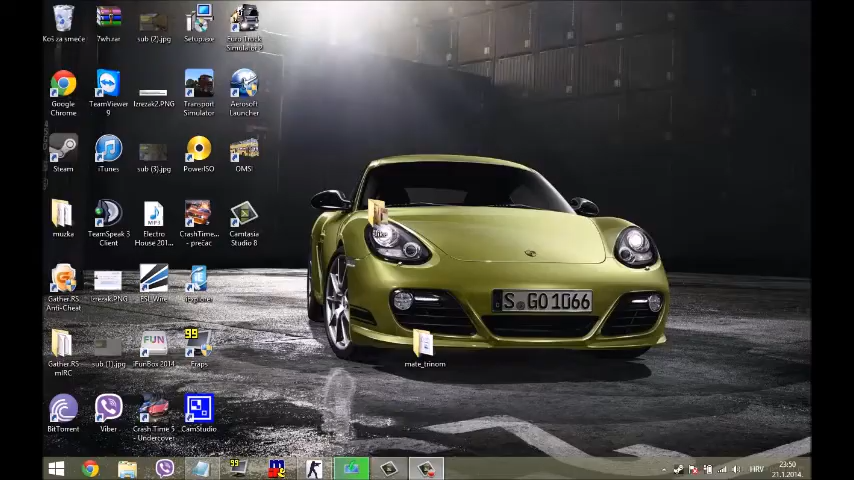 Koš za smeće
7wh.rar
sub (2).jpg
Setup.exe
Euro Truck
Simulator 2
Google
Chrome
TeamViewer
9
Izrezak2.PNG
Transport
Simulator
Aerosoft
Launcher
Steam
iTunes
sub (3).jpg
PowerISO
OMSI
muzka
TeamSpeak 3
Client
Electro
House 201...
CrashTime...
- prečac
Camtasia
Studio 8
Gather.RS
Anti-Cheat
Izrezak.PNG
ESL Wire
iExplorer
Gather.RS
mIRC
sub (1).jpg
iFunBox 2014
Fraps
BitTorrent
Viber
Crash Time 5
- Undercover
CamStudio
mate_trinom
S GO 1066
HRV
23:50
21.1.2014.